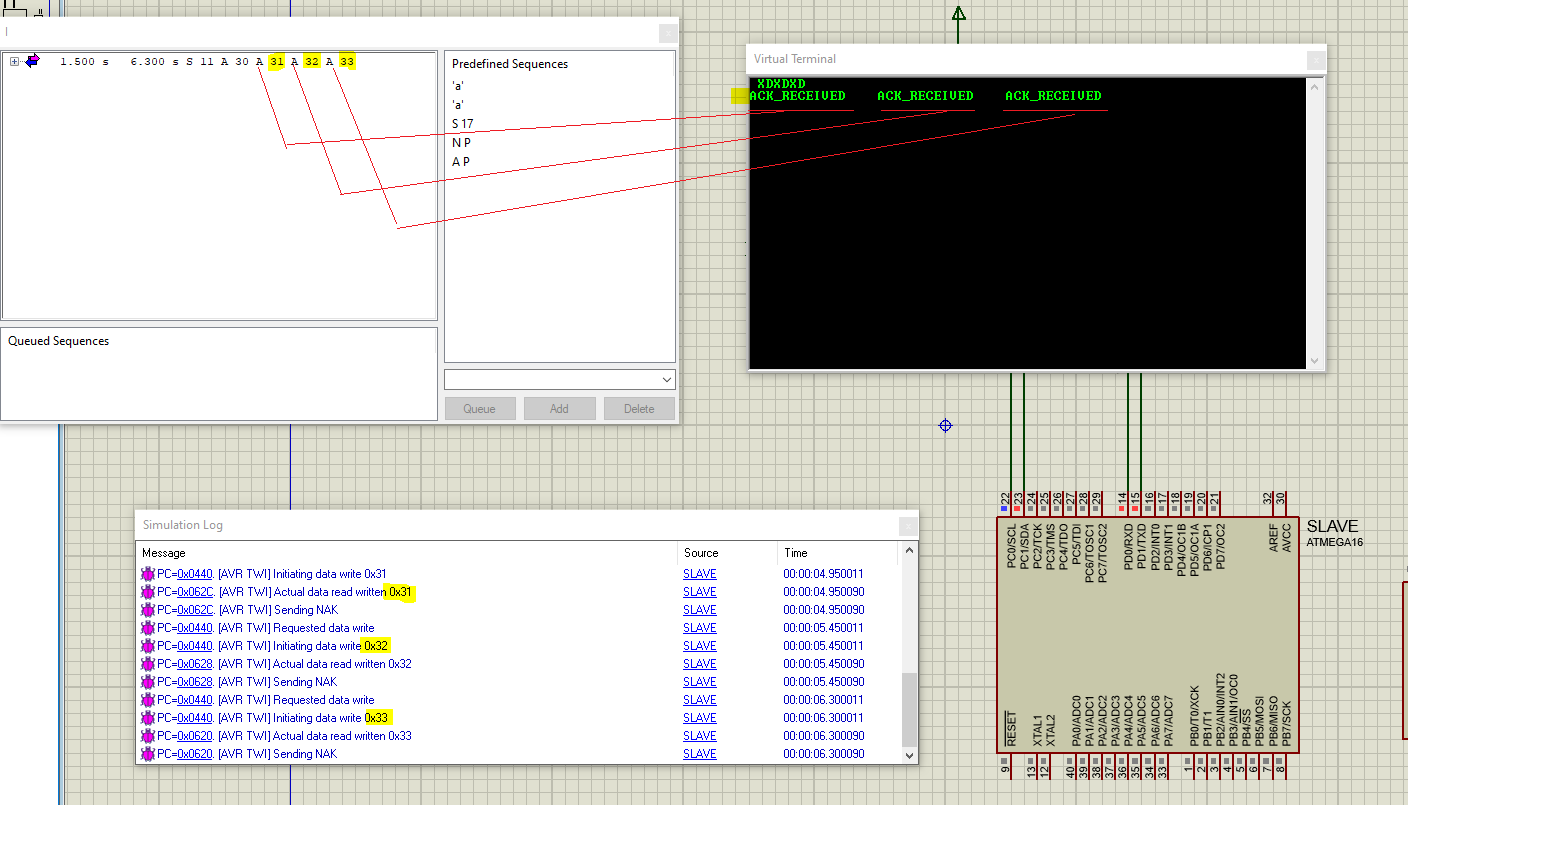 1.500 s 6.300 s S 11 A 30 A 31 A 32 A 33
Predefined Sequences
'a'
'a'
S 17
N P
A P
Queued Sequences
Queue Add Delete
Virtual Terminal
XDXDXD
ACK_RECEIVED ACK_RECEIVED ACK_RECEIVED
Simulation Log
Message Source Time
PC=0x0440. [AVR TWI] Initiating data write 0x31 SLAVE 00:00:04.950011
PC=0x062C. [AVR TWI] Actual data read written 0x31 SLAVE 00:00:04.950090
PC=0x062C. [AVR TWI] Sending NAK SLAVE 00:00:04.950090
PC=0x0440. [AVR TWI] Requested data write SLAVE 00:00:05.450011
PC=0x0440. [AVR TWI] Initiating data write 0x32 SLAVE 00:00:05.450011
PC=0x0628. [AVR TWI] Actual data read written 0x32 SLAVE 00:00:05.450090
PC=0x0628. [AVR TWI] Sending NAK SLAVE 00:00:05.450090
PC=0x0440. [AVR TWI] Requested data write SLAVE 00:00:06.300011
PC=0x0440. [AVR TWI] Initiating data write 0x33 SLAVE 00:00:06.300011
PC=0x0620. [AVR TWI] Actual data read written 0x33 SLAVE 00:00:06.300090
PC=0x0620. [AVR TWI] Sending NAK SLAVE 00:00:06.300090
22 23 24 25 26 27 28 29 14 15 16 17 18 19 20 21 32 30
PC0/SCL
PC1/SDA
PC2/TCK
PC3/TMS
PC4/TDO
PC5/TDI
PC6/TOSC1
PC7/TOSC2
PD0/RXD
PD1/TXD
PD2/INT0
PD3/INT1
PD4/OC1B
PD5/OC1A
PD6/ICP1
PD7/OC2
AREF
AVCC
SLAVE
ATMEGA16
RESET
XTAL1
XTAL2
PA0/ADC0
PA1/ADC1
PA2/ADC2
PA3/ADC3
PA4/ADC4
PA5/ADC5
PA6/ADC6
PA7/ADC7
PB0/T0/XCK
PB1/T1
PB2/AIN0/INT2
PB3/AIN1/OC0
PB4/SS
PB5/MOSI
PB6/MISO
PB7/SCK
9 13 12 40 39 38 37 36 35 34 33 1 2 3 4 5 6 7 8